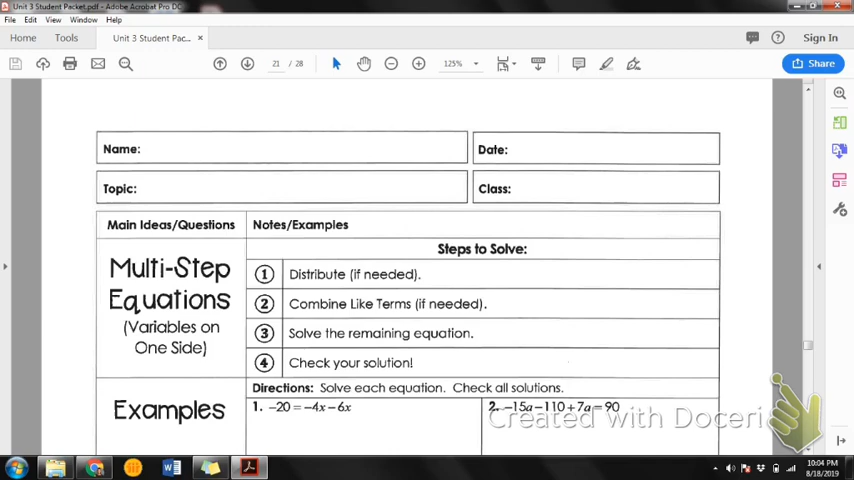 Unit 3 Student Packet.pdf - Adobe Acrobat Pro DC
File Edit View Window Help
Home Tools Unit 3 Student Pac... × Sign In
21 / 28 125% Share
Name: Date:
Topic: Class:
Main Ideas/Questions Notes/Examples
Steps to Solve:
Multi-Step
Equations
(Variables on
One Side)
1 Distribute (if needed).
2 Combine Like Terms (if needed).
3 Solve the remaining equation.
4 Check your solution!
Examples
Directions: Solve each equation. Check all solutions.
1. −20 = −4x − 6x
2. −15a − 110 + 7a = 90
Created with Doceri
10:04 PM
8/18/2019